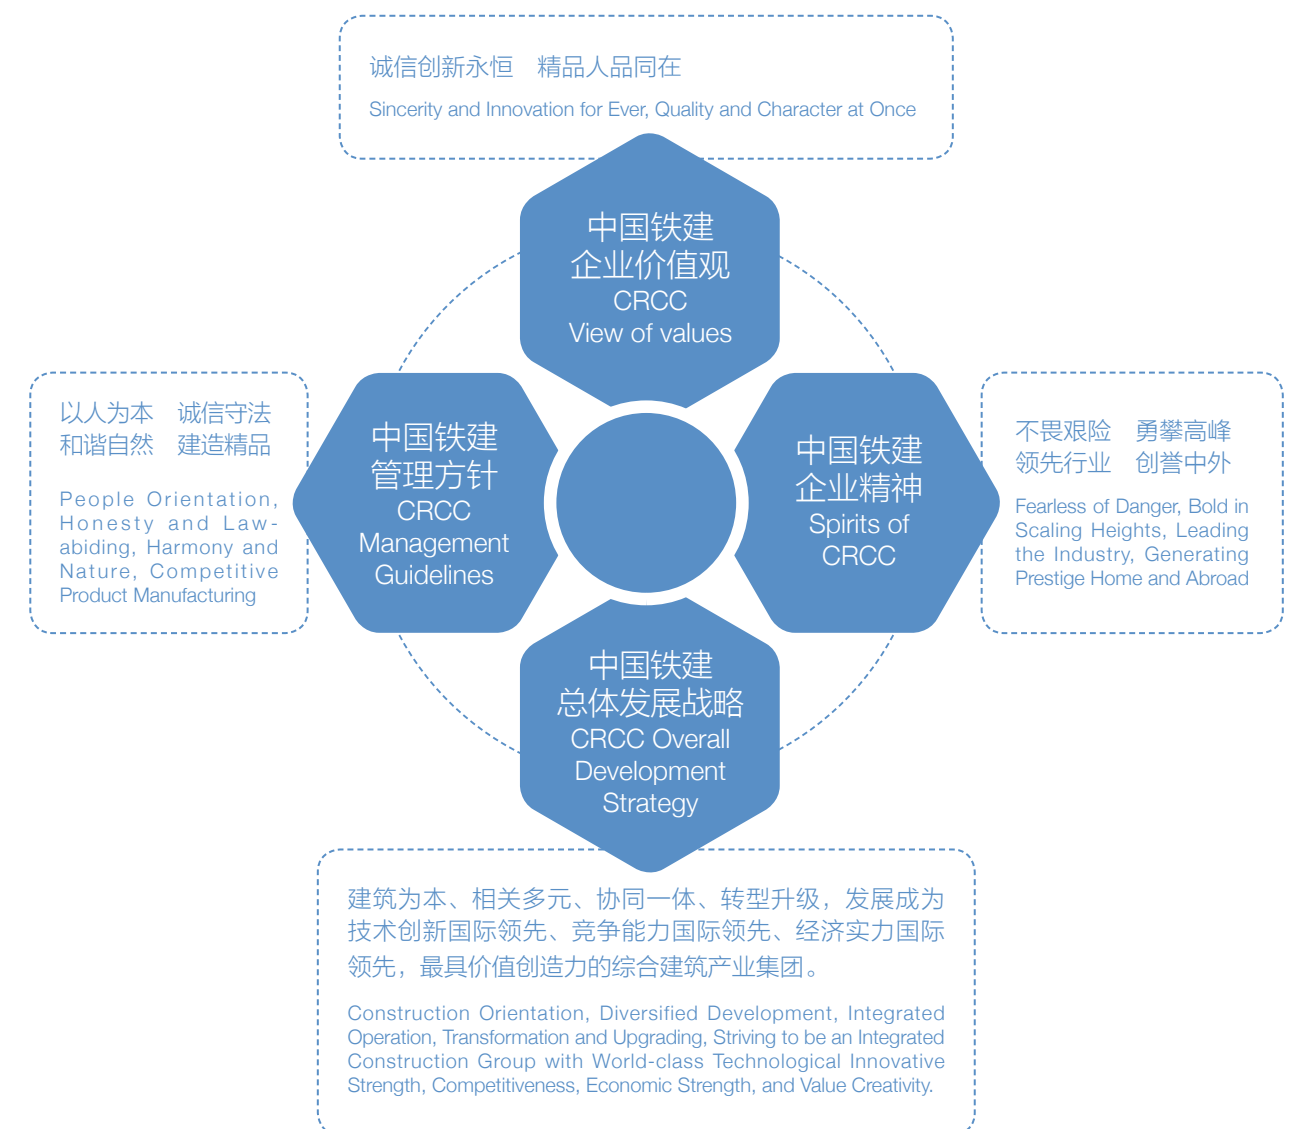 诚信创新永恒　精品人品同在
Sincerity and Innovation for Ever, Quality and Character at Once
中国铁建
企业价值观
CRCC
View of values
以人为本　诚信守法
和谐自然　建造精品
People Orientation,
Honesty and Law-
abiding, Harmony and
Nature, Competitive
Product Manufacturing
中国铁建
管理方针
CRCC
Management
Guidelines
中国铁建
企业精神
Spirits of
CRCC
不畏艰险　勇攀高峰
领先行业　创誉中外
Fearless of Danger, Bold in
Scaling Heights, Leading
the Industry, Generating
Prestige Home and Abroad
中国铁建
总体发展战略
CRCC Overall
Development
Strategy
建筑为本、相关多元、协同一体、转型升级，发展成为
技术创新国际领先、竞争能力国际领先、经济实力国际
领先，最具价值创造力的综合建筑产业集团。
Construction Orientation, Diversified Development, Integrated
Operation, Transformation and Upgrading, Striving to be an Integrated
Construction Group with World-class Technological Innovative
Strength, Competitiveness, Economic Strength, and Value Creativity.